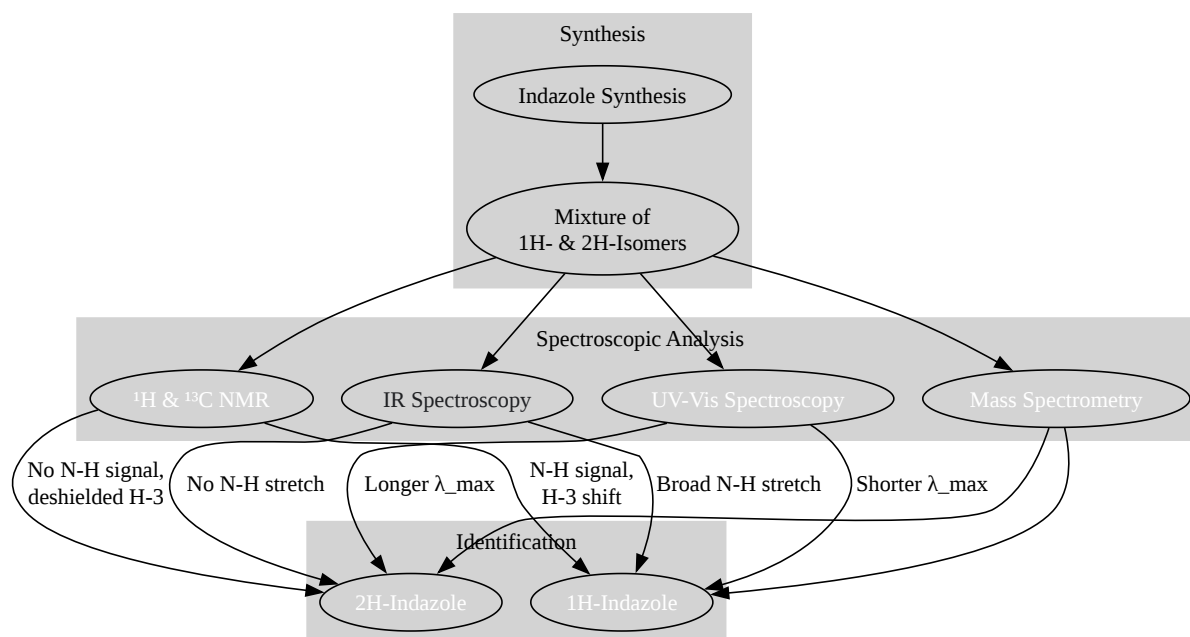 Synthesis
Indazole Synthesis
Mixture of
1H- & 2H-Isomers
Spectroscopic Analysis
¹H & ¹³C NMR
IR Spectroscopy
UV-Vis Spectroscopy
Mass Spectrometry
No N-H signal,
deshielded H-3
No N-H stretch
Longer λ_max
N-H signal,
H-3 shift
Broad N-H stretch
Shorter λ_max
Identification
2H-Indazole
1H-Indazole